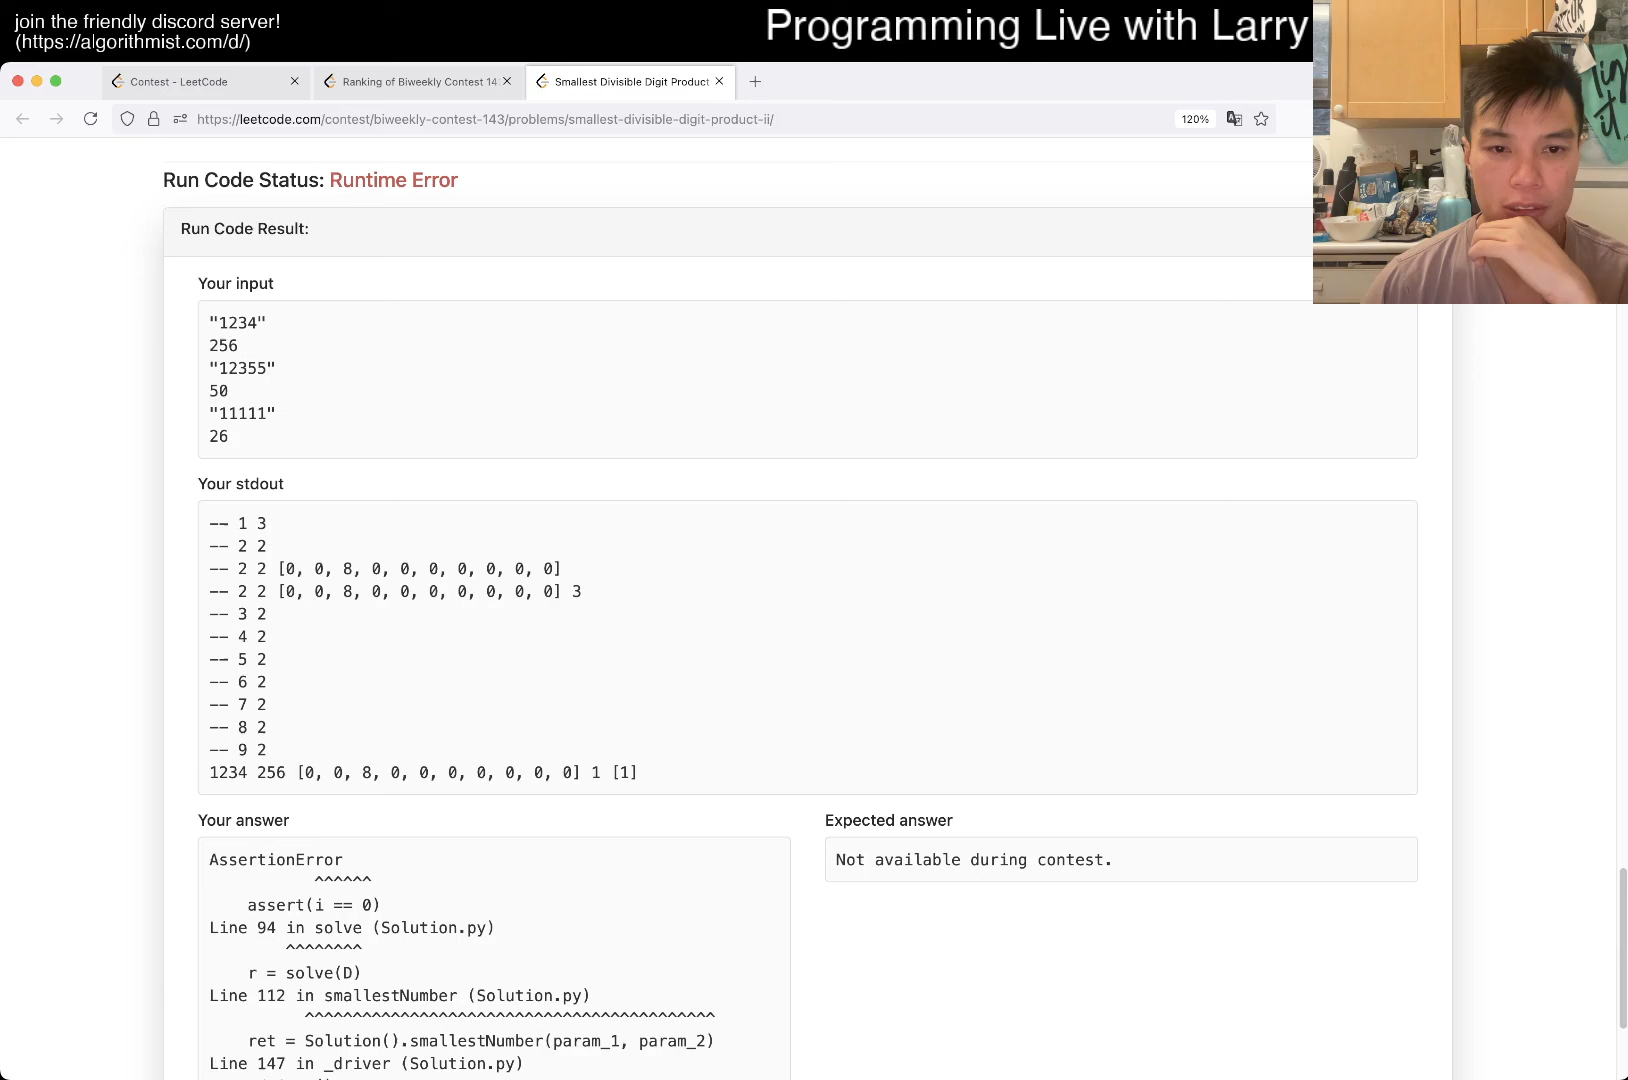 join the friendly discord server!
(https://algorithmist.com/d/)
Programming Live with Larry
Contest - LeetCode
Ranking of Biweekly Contest 14
Smallest Divisible Digit Product
https://leetcode.com/contest/biweekly-contest-143/problems/smallest-divisible-digit-product-ii/
120%
Run Code Status: Runtime Error
Run Code Result:
Your input
"1234"
256
"12355"
50
"11111"
26
Your stdout
-- 1 3
-- 2 2
-- 2 2 [0, 0, 8, 0, 0, 0, 0, 0, 0, 0]
-- 2 2 [0, 0, 8, 0, 0, 0, 0, 0, 0, 0] 3
-- 3 2
-- 4 2
-- 5 2
-- 6 2
-- 7 2
-- 8 2
-- 9 2
1234 256 [0, 0, 8, 0, 0, 0, 0, 0, 0, 0] 1 [1]
Your answer
Expected answer
AssertionError
^^^^^^
assert(i == 0)
Line 94 in solve (Solution.py)
^^^^^^^^
r = solve(D)
Line 112 in smallestNumber (Solution.py)
^^^^^^^^^^^^^^^^^^^^^^^^^^^^^^^^^^^^^^^^^^^
ret = Solution().smallestNumber(param_1, param_2)
Line 147 in _driver (Solution.py)
Not available during contest.